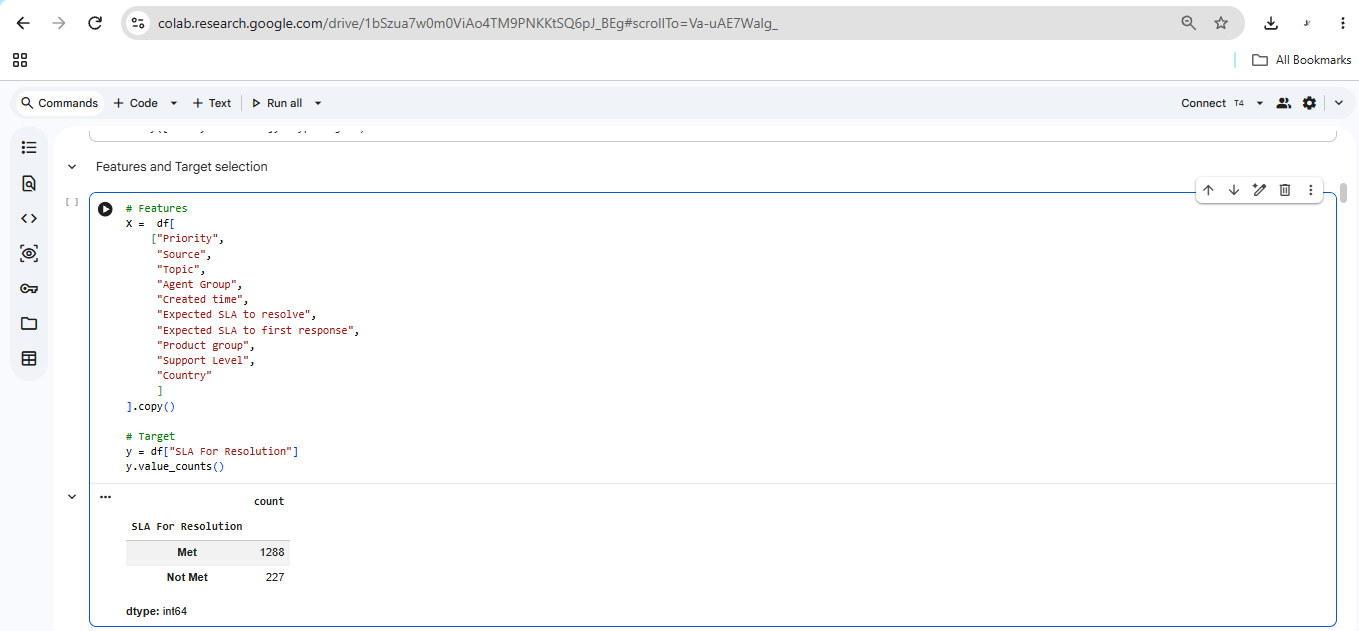 colab.research.google.com/drive/1bSzua7w0m0ViAo4TM9PNKKtSQ6pJ_BEg#scrollTo=Va-uAE7Walg_
All Bookmarks
Commands + Code + Text Run all Connect T4
Features and Target selection
[ ]
# Features
X =  df[
["Priority",
"Source",
"Topic",
"Agent Group",
"Created time",
"Expected SLA to resolve",
"Expected SLA to first response",
"Product group",
"Support Level",
"Country"
]
].copy()
# Target
y = df["SLA For Resolution"]
y.value_counts()
count
SLA For Resolution
Met 1288
Not Met 227
dtype: int64